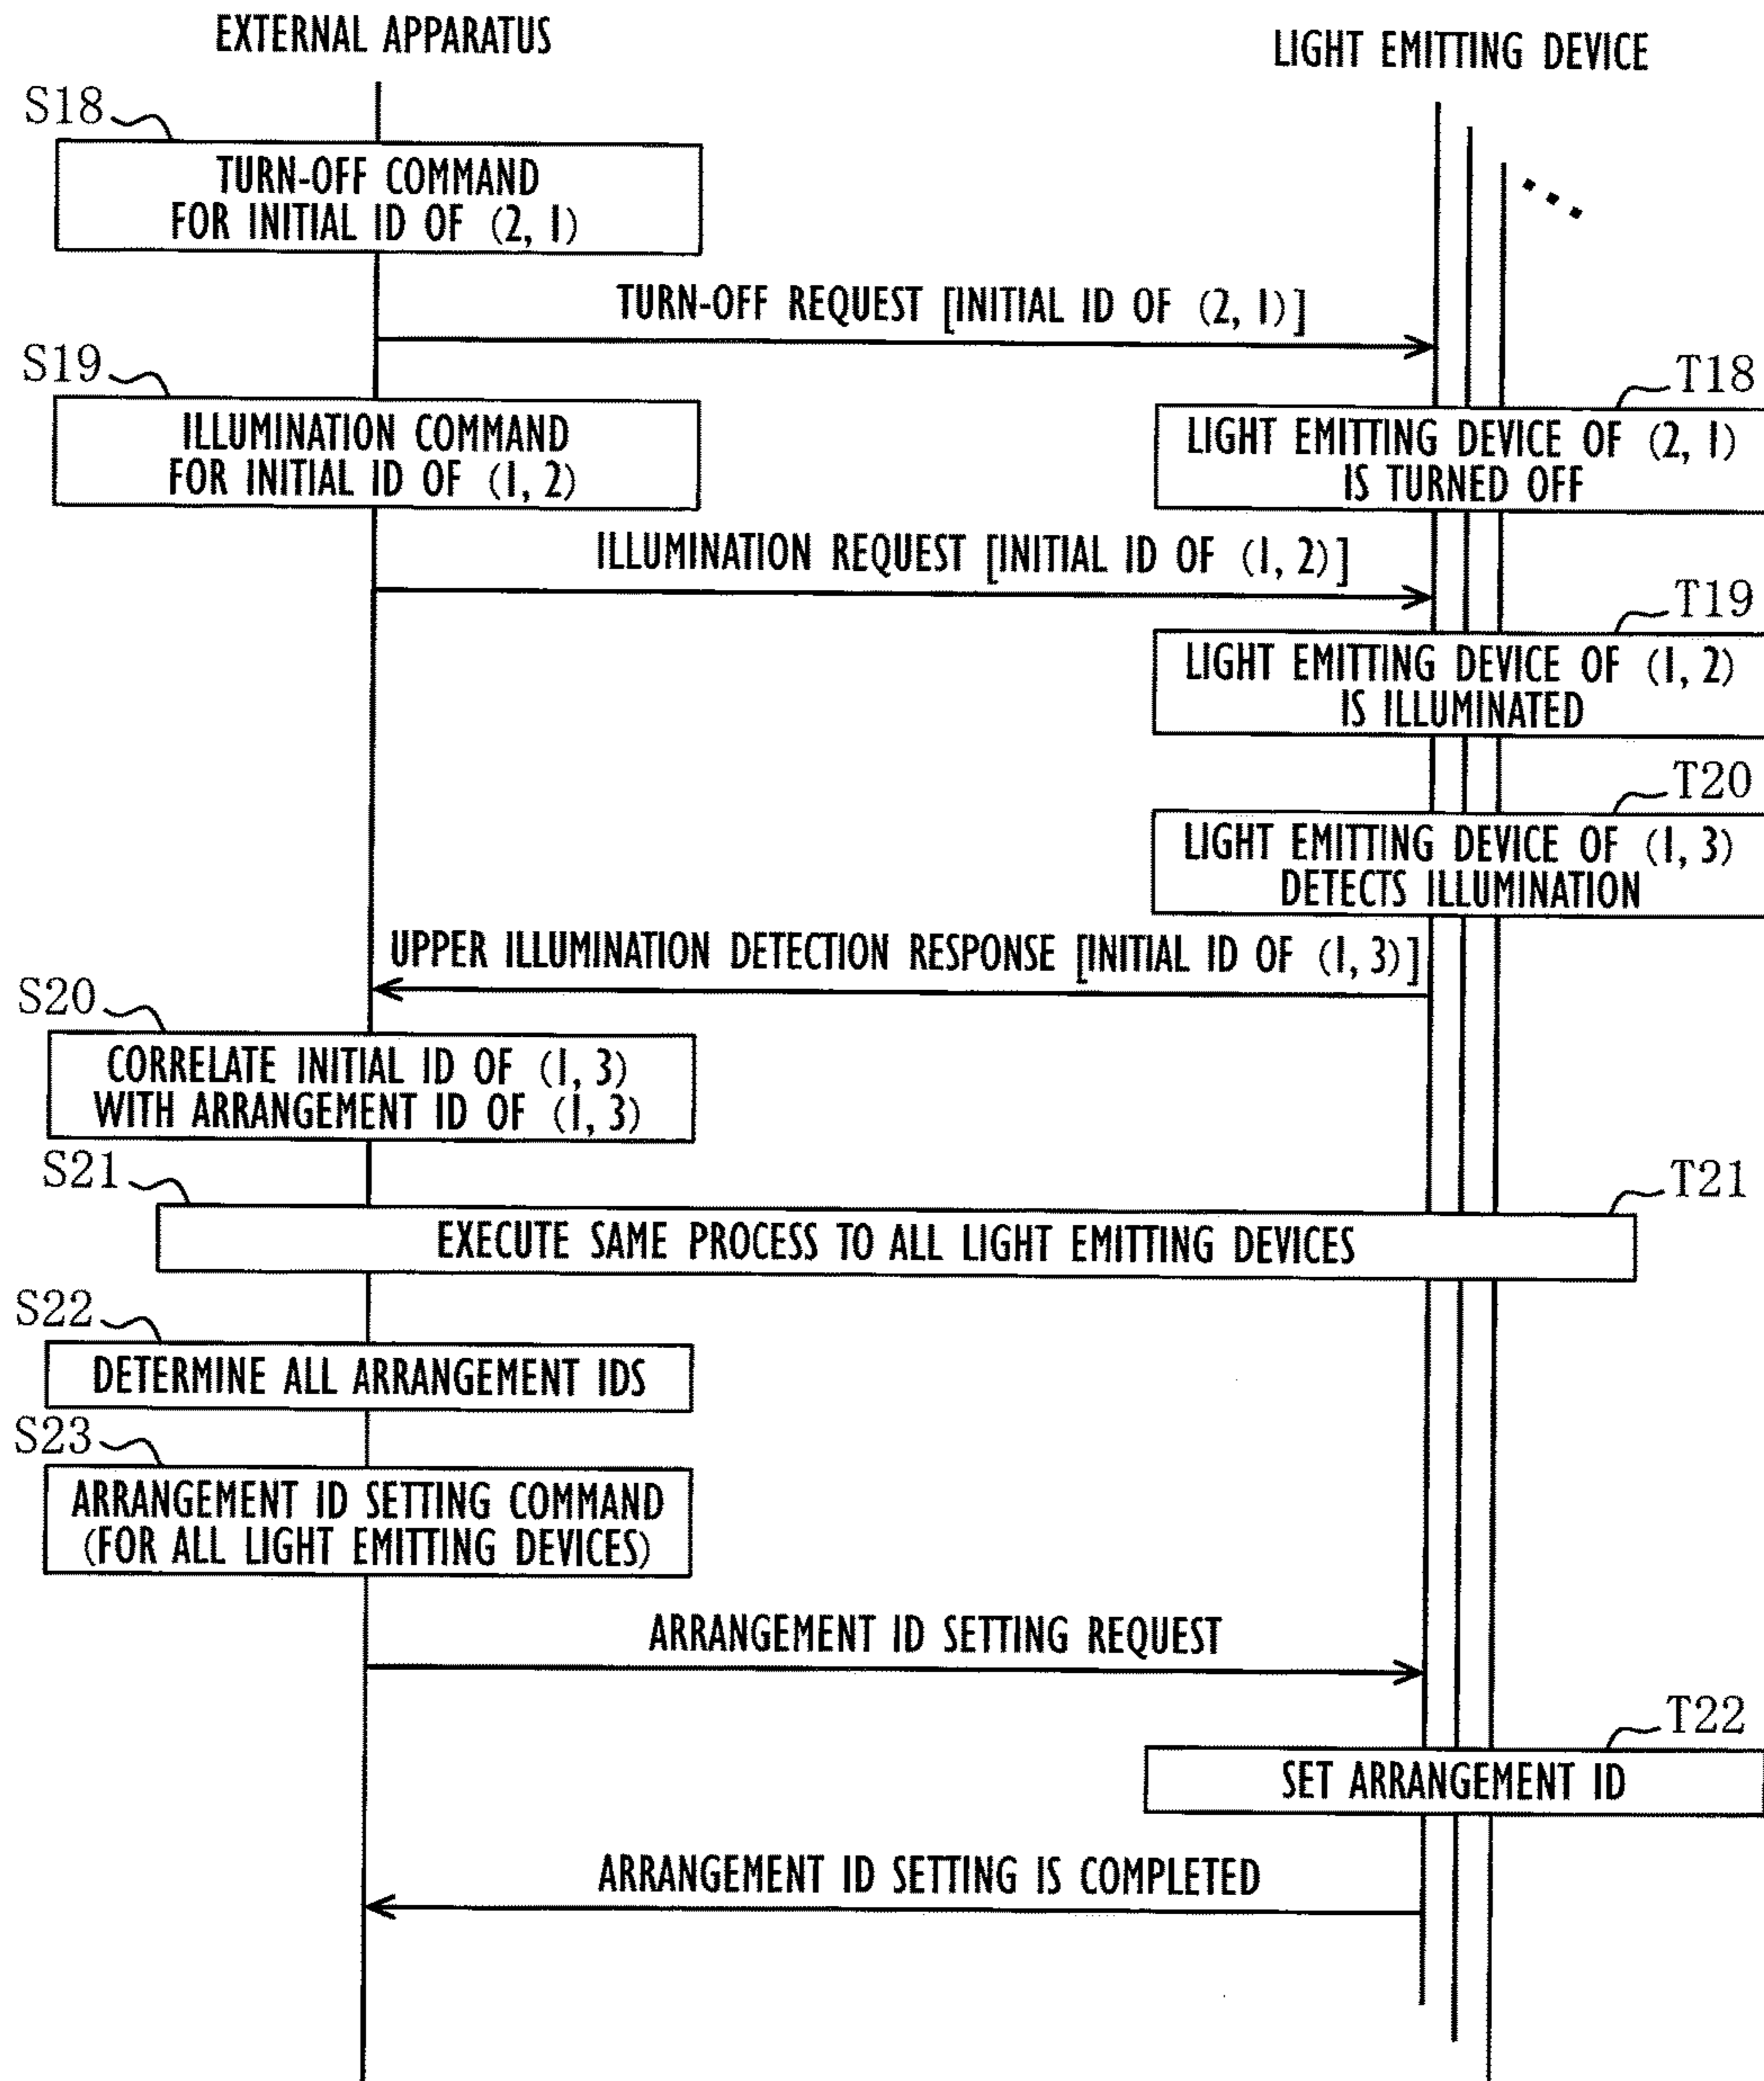 EXTERNAL APPARATUS
LIGHT EMITTING DEVICE
S18
TURN-OFF COMMAND
FOR INITIAL ID OF (2, 1)
TURN-OFF REQUEST [INITIAL ID OF (2, 1)]
S19
ILLUMINATION COMMAND
FOR INITIAL ID OF (1, 2)
T18
LIGHT EMITTING DEVICE OF (2, 1)
IS TURNED OFF
ILLUMINATION REQUEST [INITIAL ID OF (1, 2)]
T19
LIGHT EMITTING DEVICE OF (1, 2)
IS ILLUMINATED
T20
LIGHT EMITTING DEVICE OF (1, 3)
DETECTS ILLUMINATION
UPPER ILLUMINATION DETECTION RESPONSE [INITIAL ID OF (1, 3)]
S20
CORRELATE INITIAL ID OF (1, 3)
WITH ARRANGEMENT ID OF (1, 3)
S21
T21
EXECUTE SAME PROCESS TO ALL LIGHT EMITTING DEVICES
S22
DETERMINE ALL ARRANGEMENT IDS
S23
ARRANGEMENT ID SETTING COMMAND
(FOR ALL LIGHT EMITTING DEVICES)
ARRANGEMENT ID SETTING REQUEST
T22
SET ARRANGEMENT ID
ARRANGEMENT ID SETTING IS COMPLETED